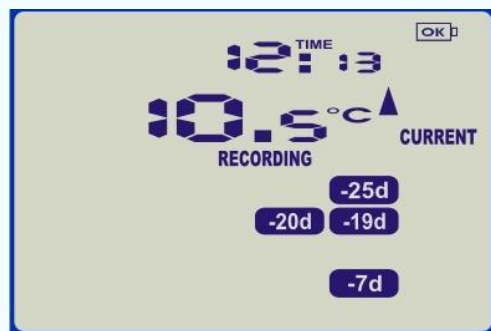 OK
TIME
12:13
10.5°C
CURRENT
RECORDING
-25d
-20d -19d
-7d